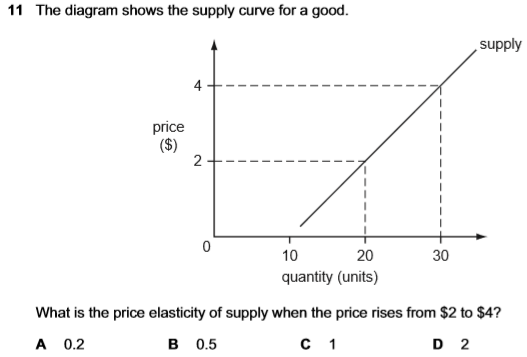 11 The diagram shows the supply curve for a good.
supply
4
price
($)
2
0
10 20 30
quantity (units)
What is the price elasticity of supply when the price rises from $2 to $4?
A 0.2 B 0.5 C 1 D 2